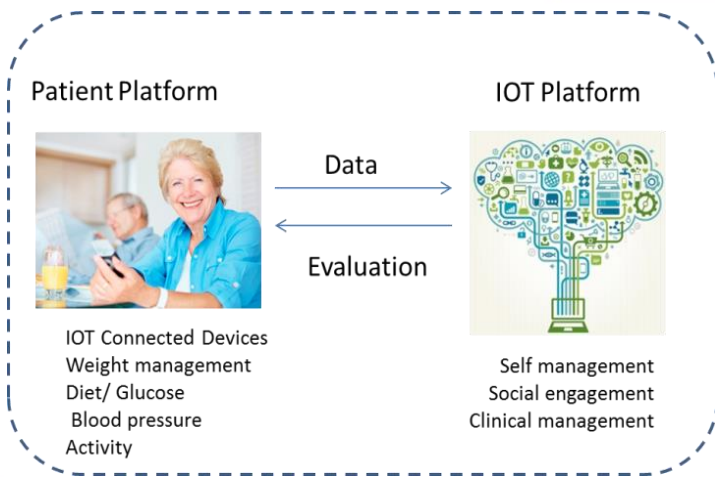 Patient Platform
IOT Platform
Data
Evaluation
IOT Connected Devices
Weight management
Diet/ Glucose
Blood pressure
Activity
Self management
Social engagement
Clinical management